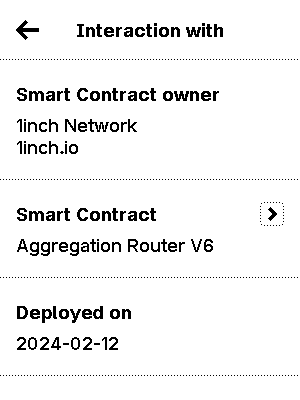 Interaction with
Smart Contract owner
1inch Network
1inch.io
Smart Contract
Aggregation Router V6
Deployed on
2024-02-12